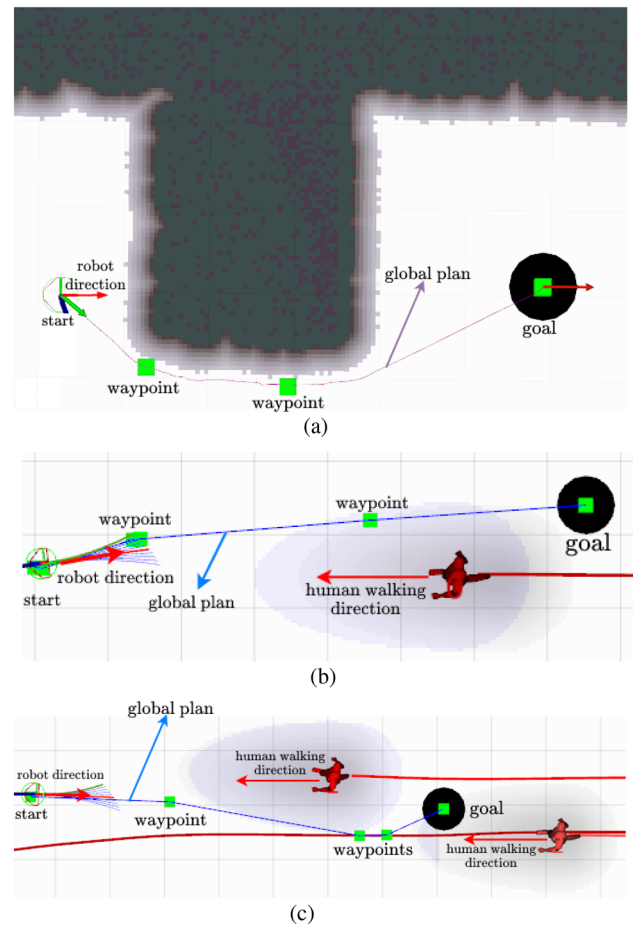 robot
direction
start
global plan
goal
waypoint
waypoint
(a)
waypoint
waypoint
goal
robot direction
start
global plan
human walking
direction
(b)
global plan
robot direction
human walking
direction
start
waypoint
goal
waypoints
human walking
direction
(c)